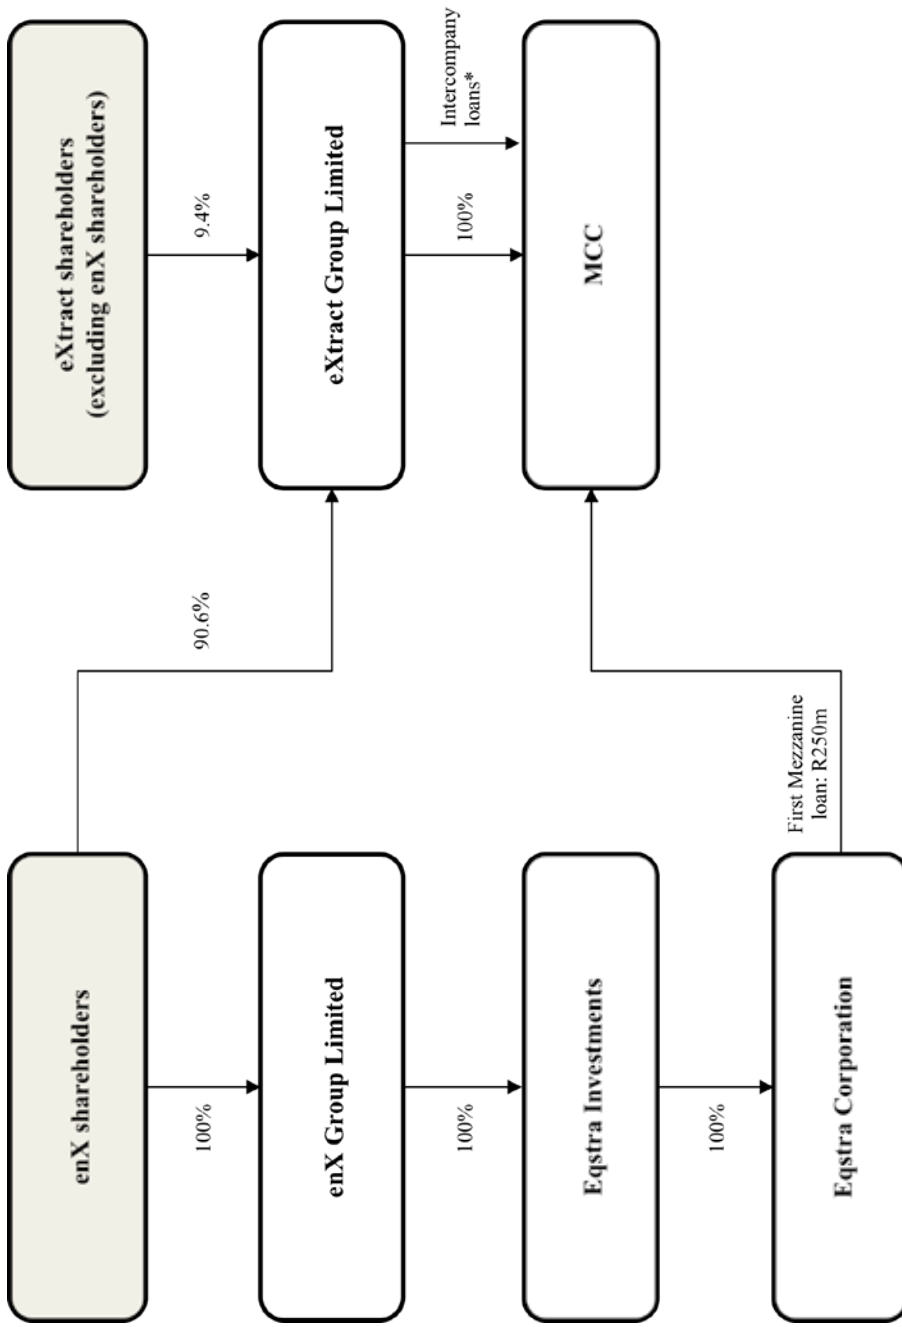 enX shareholders
100%
enX Group Limited
100%
Eqstra Investments
100%
Eqstra Corporation
90.6%
First Mezzanine
loan: R250m
eXtract shareholders
(excluding enX shareholders)
9.4%
eXtract Group Limited
100%
Intercompany
loans*
MCC